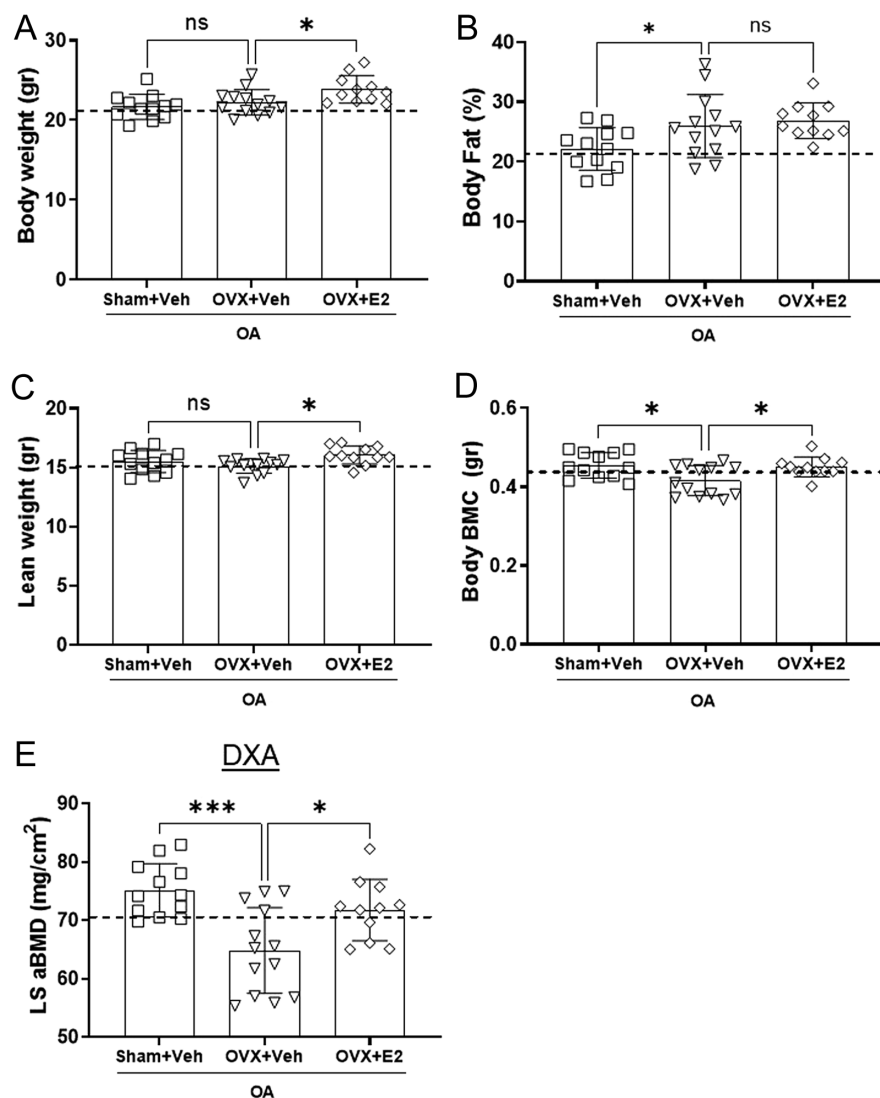 A
Body weight (gr)
30
20
10
0
ns
*
Sham+Veh OVX+Veh OVX+E2
OA
B
Body Fat (%)
40
30
20
10
0
*
ns
Sham+Veh OVX+Veh OVX+E2
OA
C
Lean weight (gr)
20
15
10
5
0
ns
*
Sham+Veh OVX+Veh OVX+E2
OA
D
Body BMC (gr)
0.6
0.4
0.2
0.0
*
*
Sham+Veh OVX+Veh OVX+E2
OA
E
DXA
LS aBMD (mg/cm²)
90
80
70
60
50
***
*
Sham+Veh OVX+Veh OVX+E2
OA